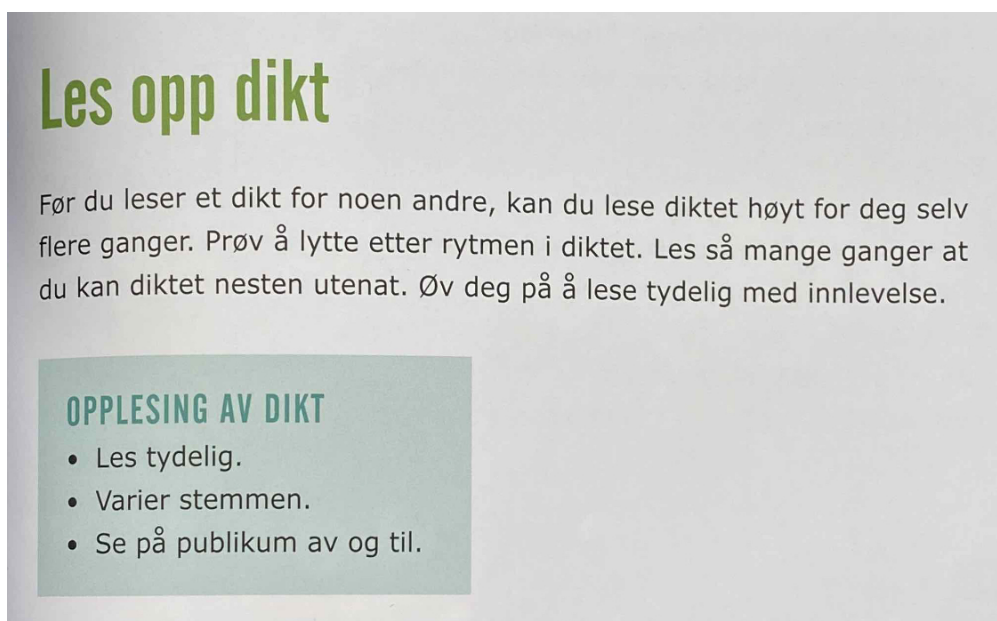 Les opp dikt
Før du leser et dikt for noen andre, kan du lese diktet høyt for deg selv
flere ganger. Prøv å lytte etter rytmen i diktet. Les så mange ganger at
du kan diktet nesten utenat. Øv deg på å lese tydelig med innlevelse.
OPPLESING AV DIKT
• Les tydelig.
• Varier stemmen.
• Se på publikum av og til.